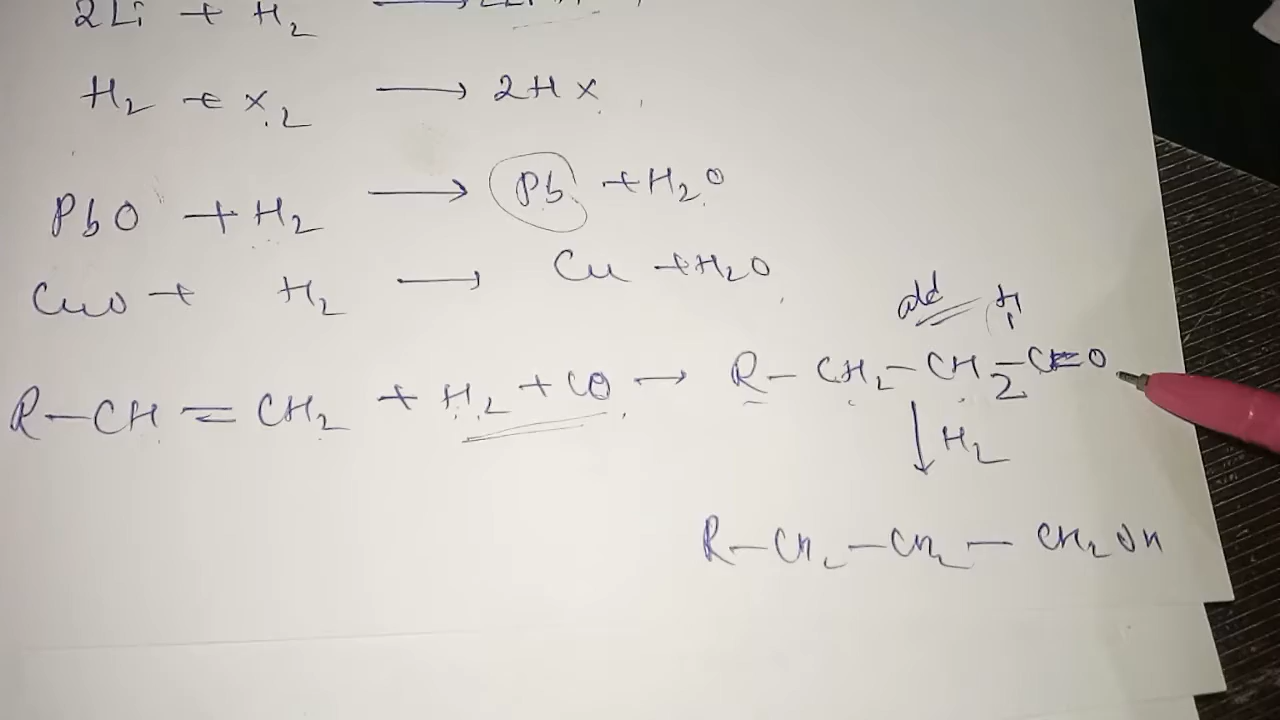 2Li + H₂ ⟶
H₂ + X₂ ⟶ 2HX
PbO + H₂ ⟶ Pb + H₂O
CuO + H₂ ⟶ Cu + H₂O
ald H
R—CH = CH₂ + H₂ + CO ⟶ R—CH₂—CH₂—C=O
↓ H₂
R—CH₂—CH₂—CH₂OH